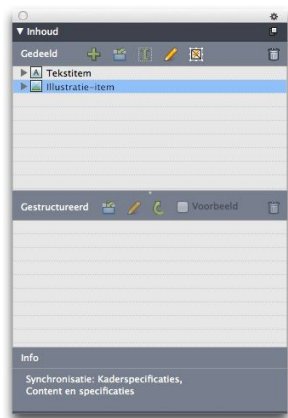 Inhoud
Gedeeld
A Tekstitem
Illustratie-item
Gestructureerd Voorbeeld
Info
Synchronisatie: Kaderspecificaties,
Content en specificaties